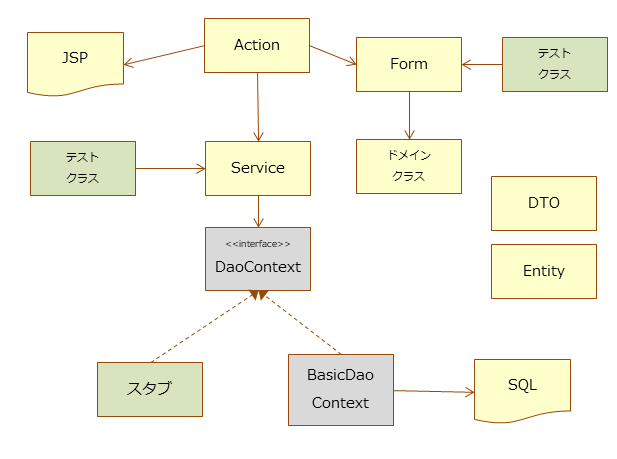 JSP
Action
Form
テスト
クラス
テスト
クラス
Service
ドメイン
クラス
DTO
<<interface>>
DaoContext
Entity
スタブ
BasicDao
Context
SQL